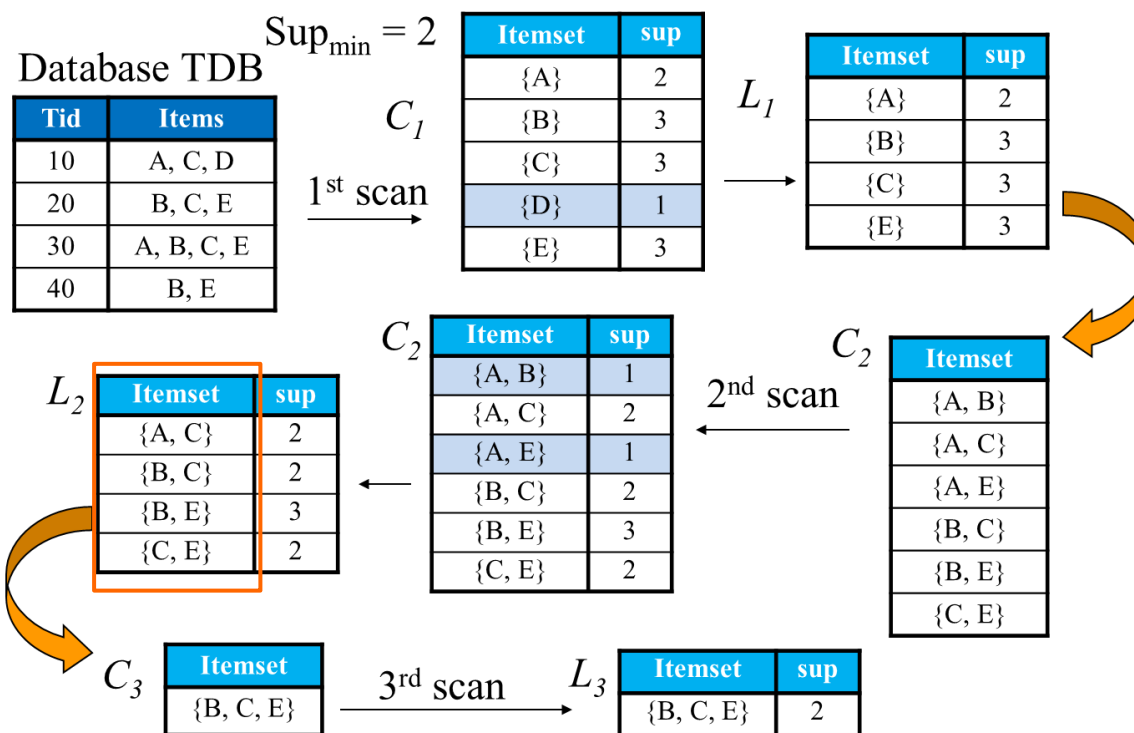 Sup_min = 2
Database TDB
Tid Items
10 A, C, D
20 B, C, E
30 A, B, C, E
40 B, E
1st scan
C1
Itemset sup
{A} 2
{B} 3
{C} 3
{D} 1
{E} 3
L1
Itemset sup
{A} 2
{B} 3
{C} 3
{E} 3
C2
Itemset
{A, B}
{A, C}
{A, E}
{B, C}
{B, E}
{C, E}
2nd scan
C2
Itemset sup
{A, B} 1
{A, C} 2
{A, E} 1
{B, C} 2
{B, E} 3
{C, E} 2
L2
Itemset sup
{A, C} 2
{B, C} 2
{B, E} 3
{C, E} 2
C3
Itemset
{B, C, E}
3rd scan
L3
Itemset sup
{B, C, E} 2